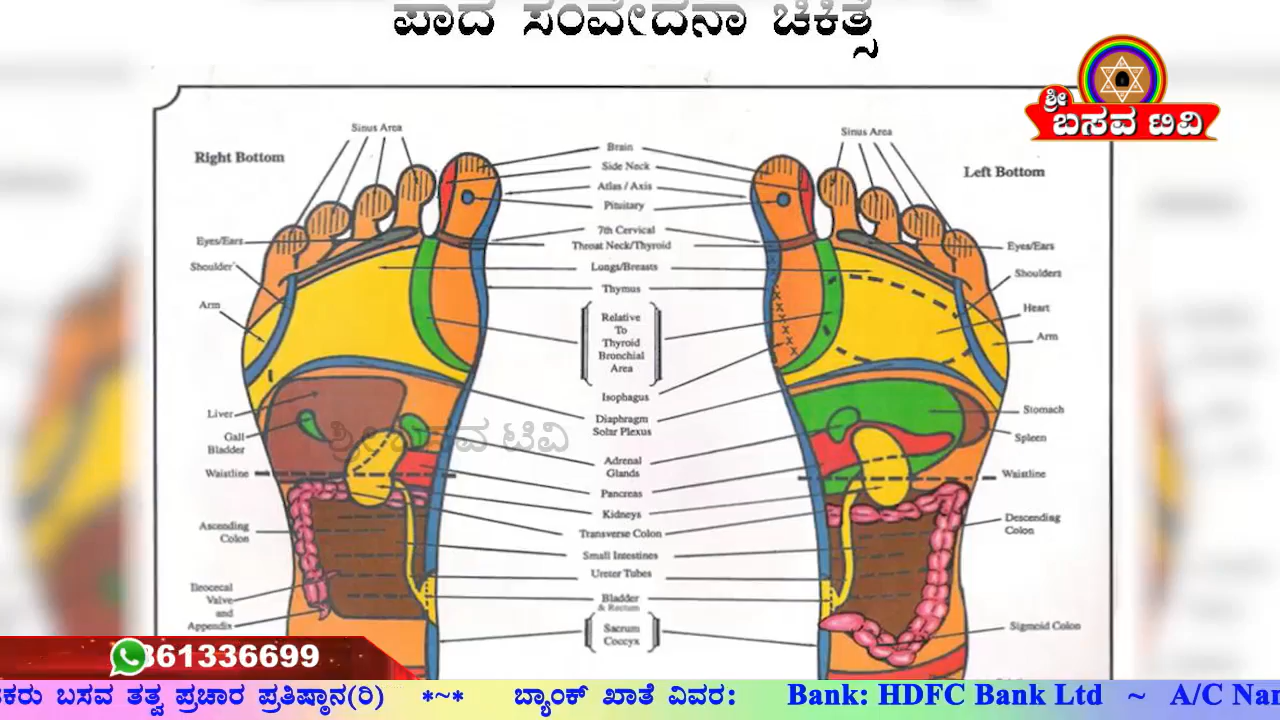 ಪಾದ ಸಂವೇದನಾ ಚಿಕಿತ್ಸೆ
ಶ್ರೀ
ಬಸವ ಟಿವಿ
Sinus Area
Sinus Area
Right Bottom
Left Bottom
Brain
Side Neck
Atlas / Axis
Pituitary
7th Cervical
Throat Neck/Thyroid
Lungs/Breasts
Thymus
Relative
To
Thyroid
Bronchial
Area
Isophagus
Diaphragm
Solar Plexus
Adrenal
Glands
Pancreas
Kidneys
Transverse Colon
Small Intestines
Ureter Tubes
Bladder
& Rectum
Sacrum
Coccyx
Eyes/Ears
Shoulder
Arm
Liver
Gall
Bladder
Waistline
Ascending
Colon
Ileocecal
Valve
and
Appendix
Eyes/Ears
Shoulders
Heart
Arm
Stomach
Spleen
Waistline
Descending
Colon
Sigmoid Colon
ಶ್ರೀ ಬಸವ ಟಿವಿ
861336699
ಕರು ಬಸವ ತತ್ವ ಪ್ರಚಾರ ಪ್ರತಿಷ್ಠಾನ(ರಿ) *~* ಬ್ಯಾಂಕ್ ಖಾತೆ ವಿವರ: Bank: HDFC Bank Ltd ~ A/C Nar